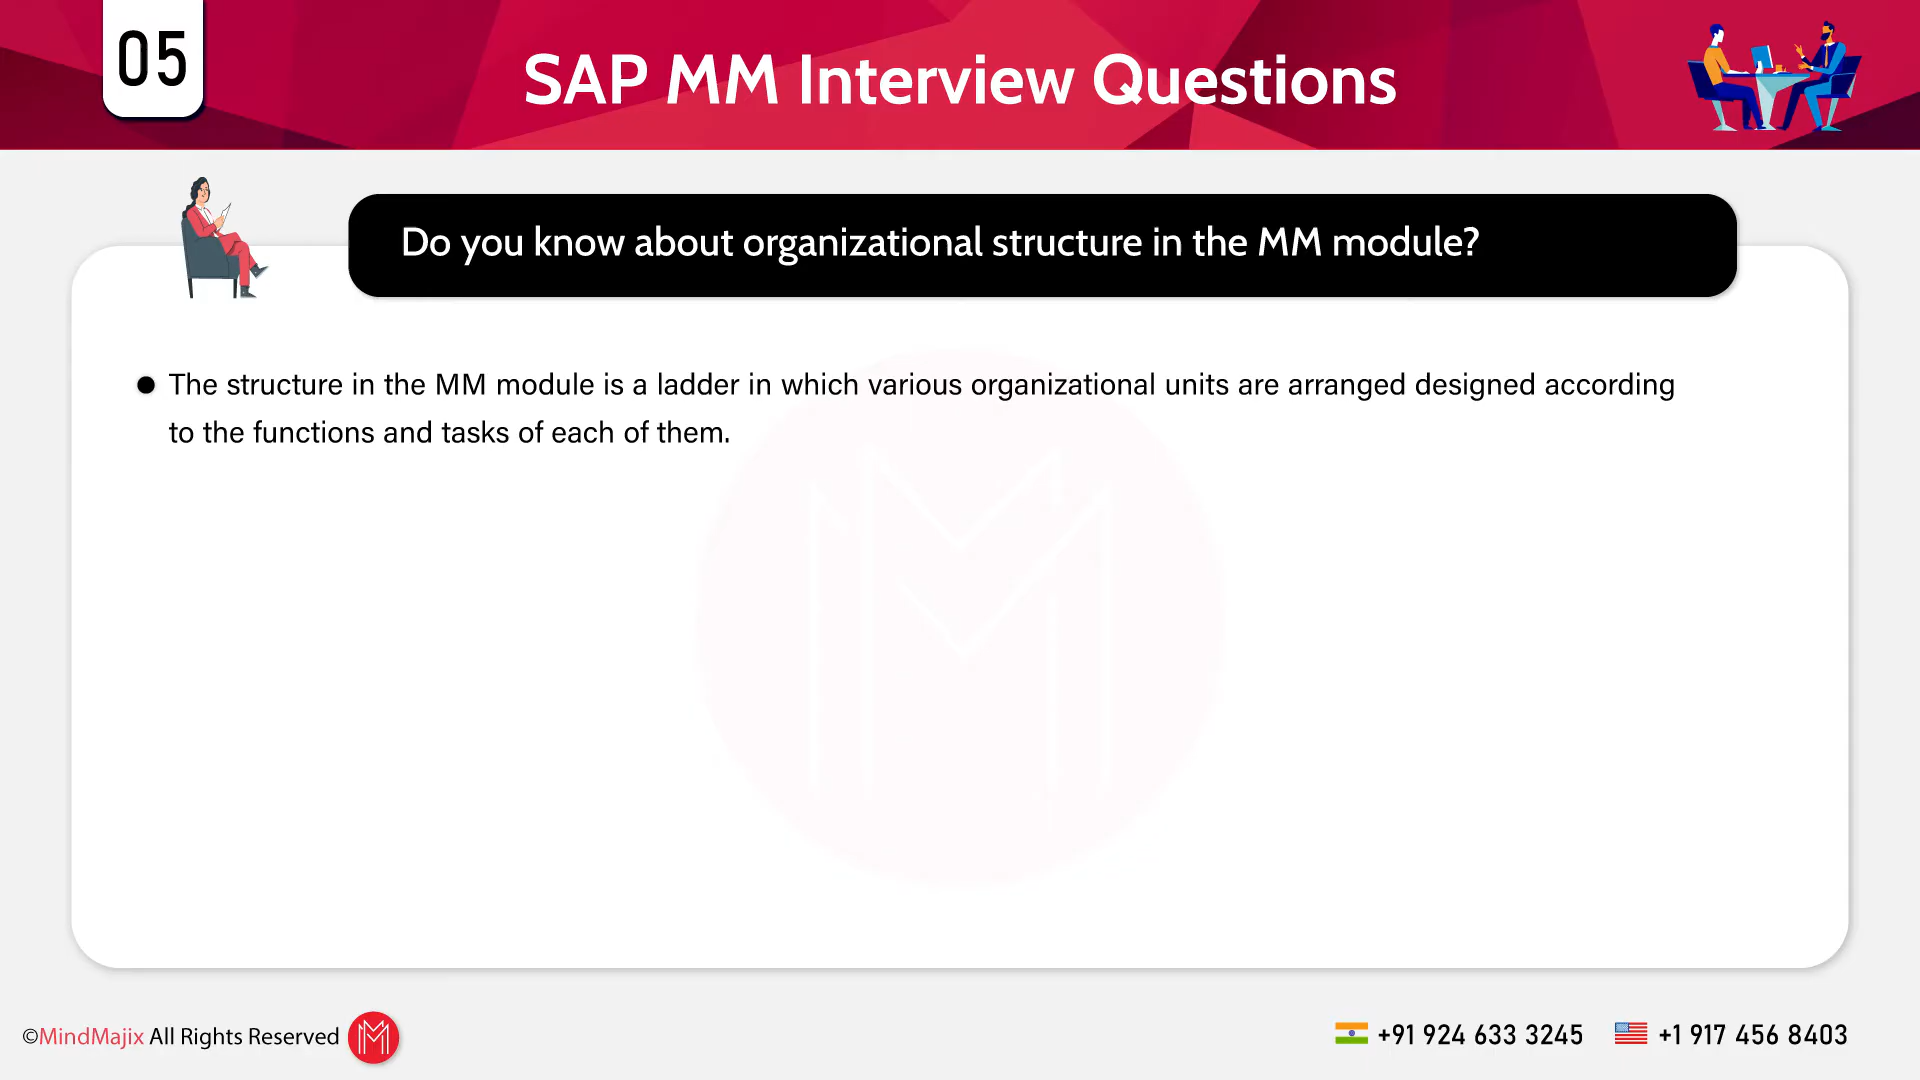 05
SAP MM Interview Questions
Do you know about organizational structure in the MM module?
● The structure in the MM module is a ladder in which various organizational units are arranged designed according
to the functions and tasks of each of them.
©MindMajix All Rights Reserved
+91 924 633 3245
+1 917 456 8403